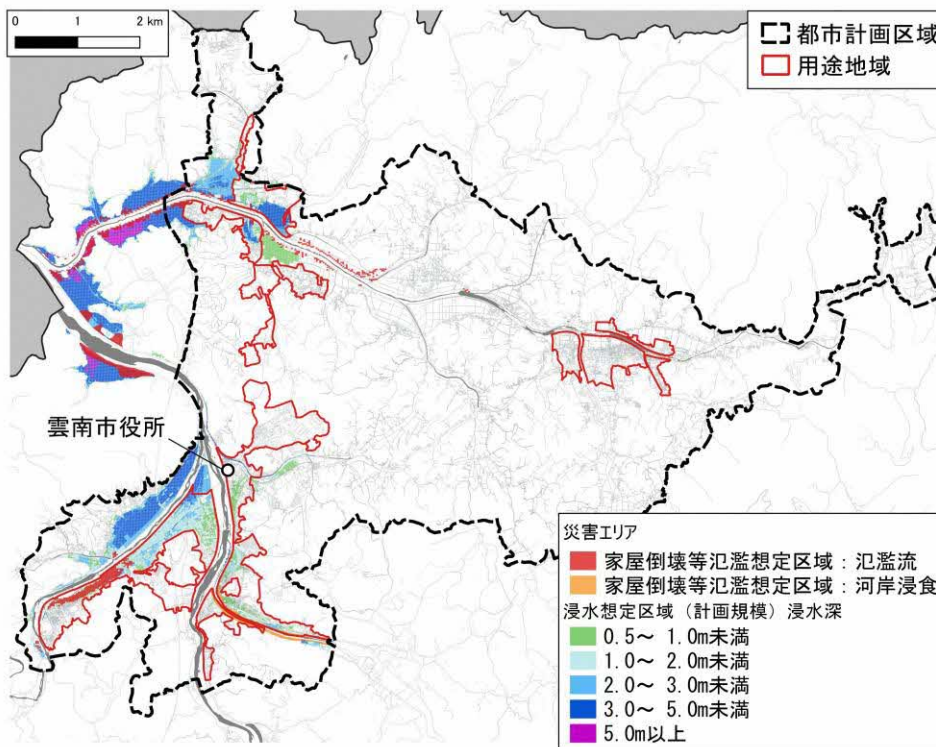 0 1 2 km
都市計画区域
用途地域
雲南市役所
災害エリア
家屋倒壊等氾濫想定区域：氾濫流
家屋倒壊等氾濫想定区域：河岸浸食
浸水想定区域（計画規模）浸水深
0.5～ 1.0m未満
1.0～ 2.0m未満
2.0～ 3.0m未満
3.0～ 5.0m未満
5.0m以上